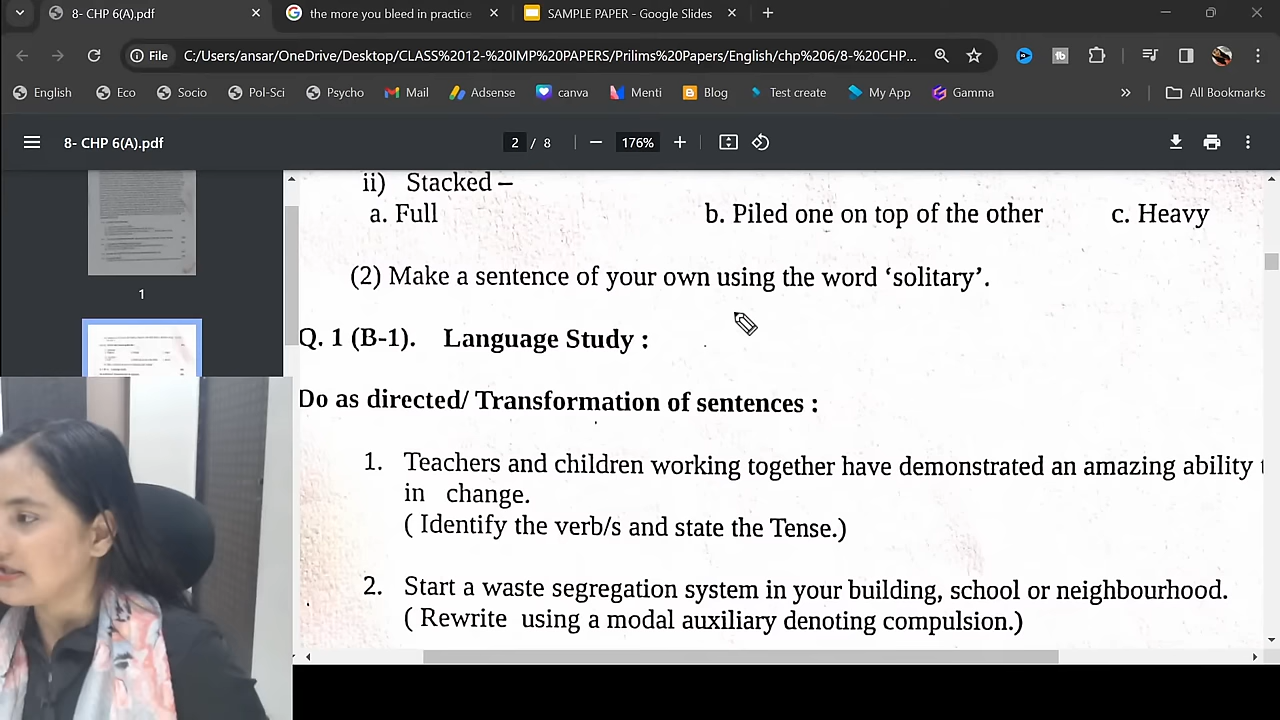 8- CHP 6(A).pdf
the more you bleed in practice
SAMPLE PAPER - Google Slides
File
C:/Users/ansar/OneDrive/Desktop/CLASS%2012-%20IMP%20PAPERS/Prilims%20Papers/English/chp%206/8-%20CHP...
English
Eco
Socio
Pol-Sci
Psycho
Mail
Adsense
canva
Menti
Blog
Test create
My App
Gamma
»
All Bookmarks
8- CHP 6(A).pdf
2 / 8
176%
1
ii) Stacked –
a. Full b. Piled one on top of the other c. Heavy
(2) Make a sentence of your own using the word ‘solitary’.
Q. 1 (B-1). Language Study :
Do as directed/ Transformation of sentences :
1. Teachers and children working together have demonstrated an amazing ability
in change.
( Identify the verb/s and state the Tense.)
2. Start a waste segregation system in your building, school or neighbourhood.
( Rewrite using a modal auxiliary denoting compulsion.)